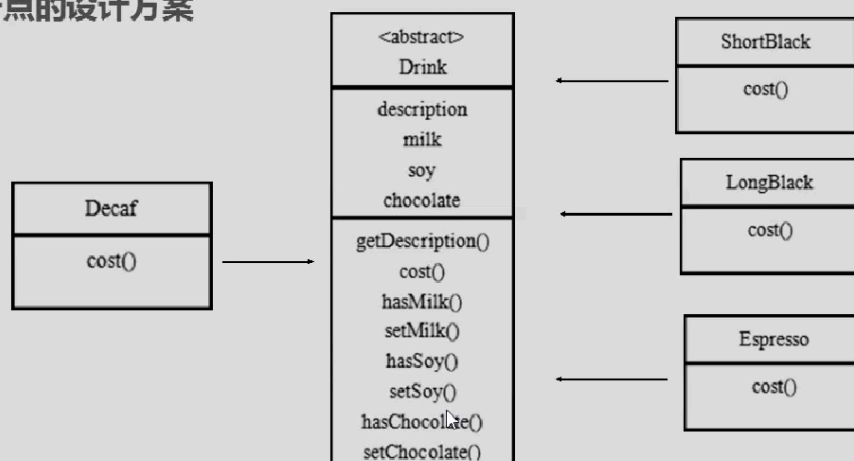 点的设计方案
<abstract>
Drink
description
milk
soy
chocolate
getDescription()
cost()
hasMilk()
setMilk()
hasSoy()
setSoy()
hasChocolate()
setChocolate()
Decaf
cost()
ShortBlack
cost()
LongBlack
cost()
Espresso
cost()